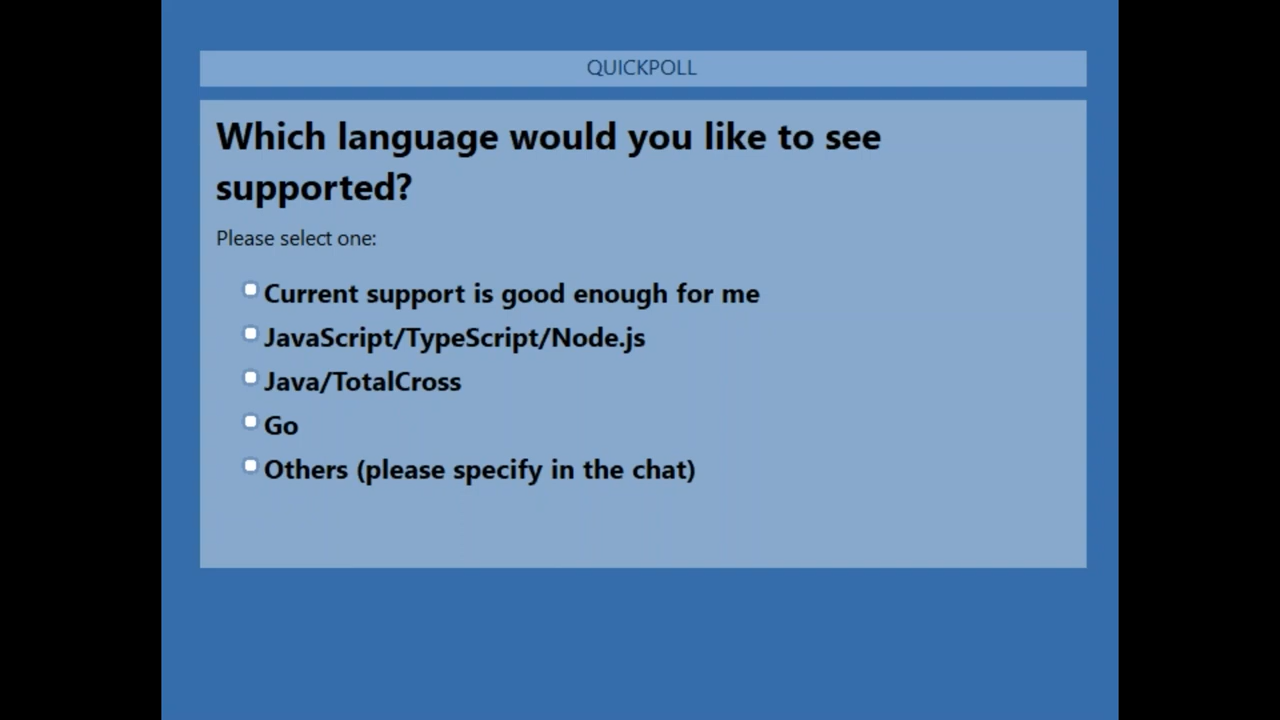 QUICKPOLL
Which language would you like to see
supported?
Please select one:
Current support is good enough for me
JavaScript/TypeScript/Node.js
Java/TotalCross
Go
Others (please specify in the chat)